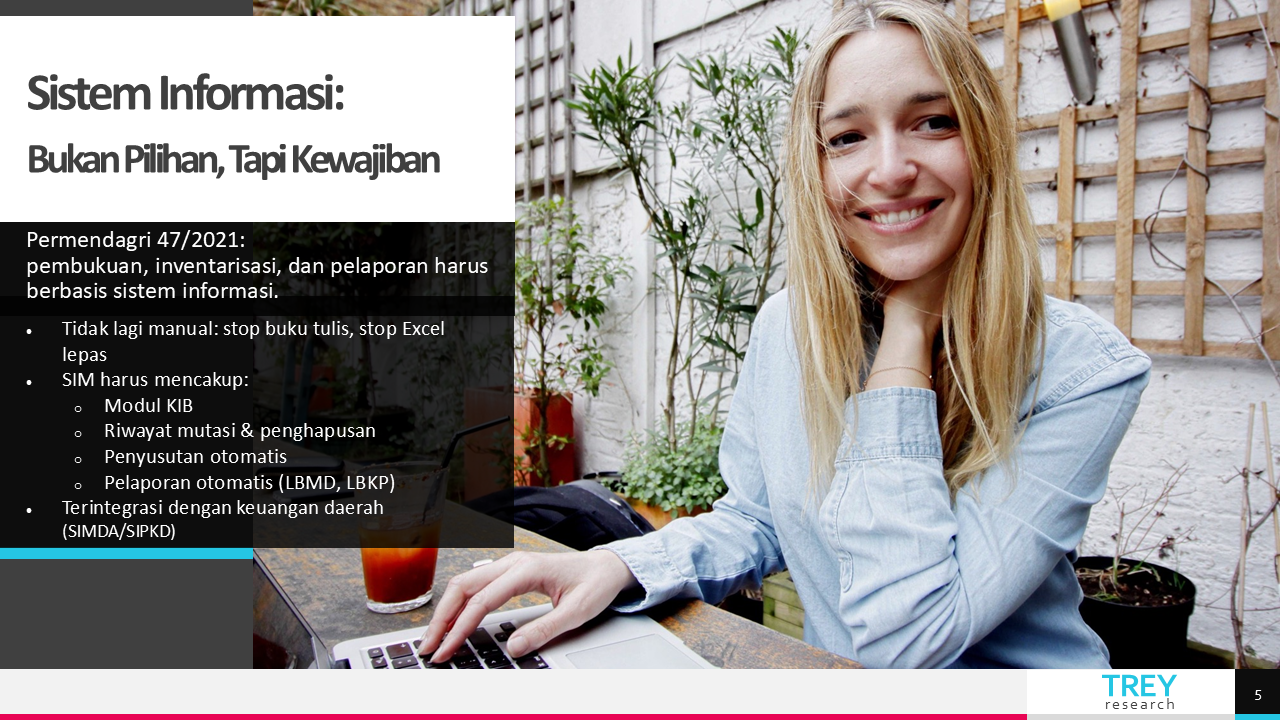 Sistem Informasi:
Bukan Pilihan, Tapi Kewajiban
Permendagri 47/2021:
pembukuan, inventarisasi, dan pelaporan harus
berbasis sistem informasi.
• Tidak lagi manual: stop buku tulis, stop Excel
lepas
• SIM harus mencakup:
o Modul KIB
o Riwayat mutasi & penghapusan
o Penyusutan otomatis
o Pelaporan otomatis (LBMD, LBKP)
• Terintegrasi dengan keuangan daerah
(SIMDA/SIPKD)
TREY
research
5